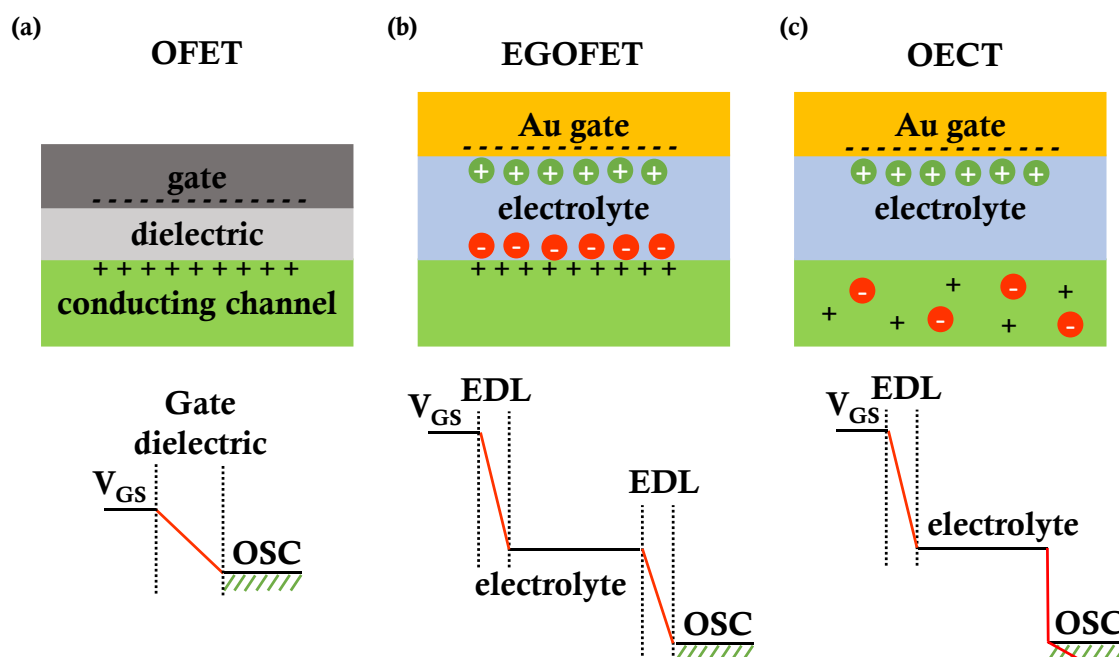 (a)
OFET
gate
dielectric
+ + + + + + + + +
conducting channel
Gate
dielectric
VGS
OSC
(b)
EGOFET
Au gate
- - - - - - - - - - - - -
+ + + + + +
electrolyte
- - - - - -
+ + + + + + + + +
EDL
VGS
EDL
electrolyte
OSC
(c)
OECT
Au gate
- - - - - - - - - - - - -
+ + + + + +
electrolyte
- + - +
+ + - + -
EDL
VGS
electrolyte
OSC